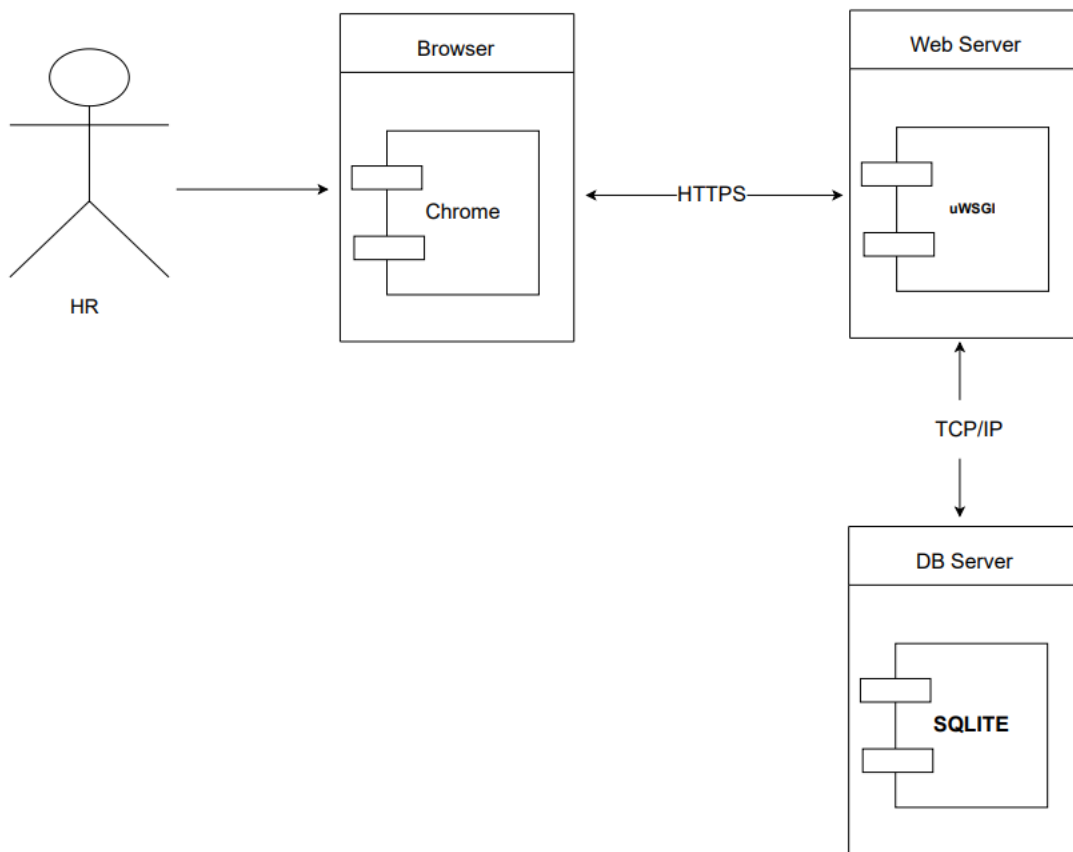 Browser
Web Server
Chrome
HTTPS
uWSGI
HR
TCP/IP
DB Server
SQLITE